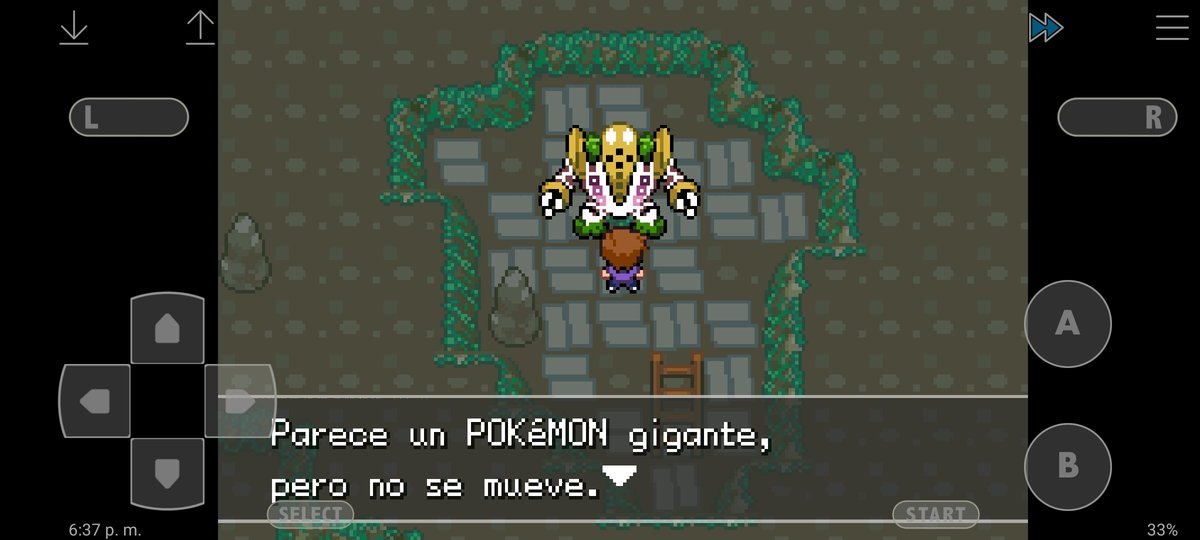 L
R
A
Parece un POKéMON gigante,
pero no se mueve.
B
SELECT
START
6:37 p. m.
33%